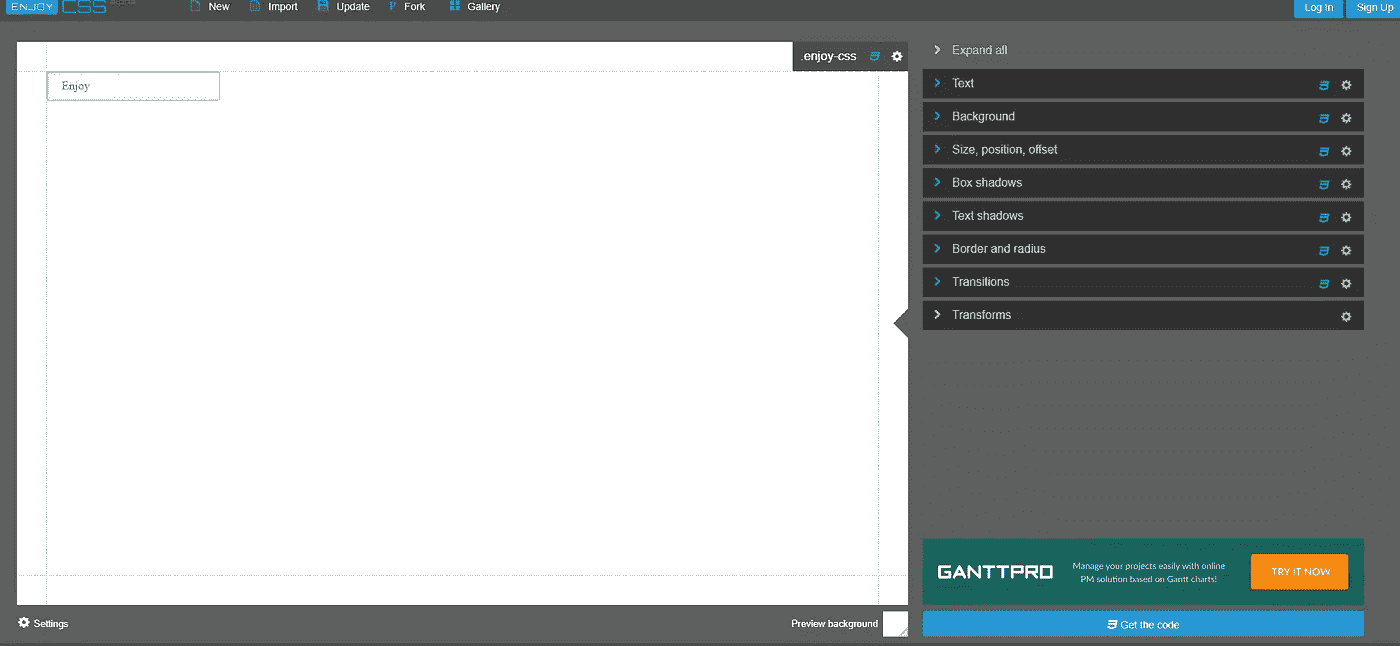 ENJOY CSS alpha New Import Update Fork Gallery Log In Sign Up
.enjoy-css
Enjoy
Expand all
Text
Background
Size, position, offset
Box shadows
Text shadows
Border and radius
Transitions
Transforms
GANTTPRO
Manage your projects easily with online
PM solution based on Gantt charts!
TRY IT NOW
Settings
Preview background
Get the code